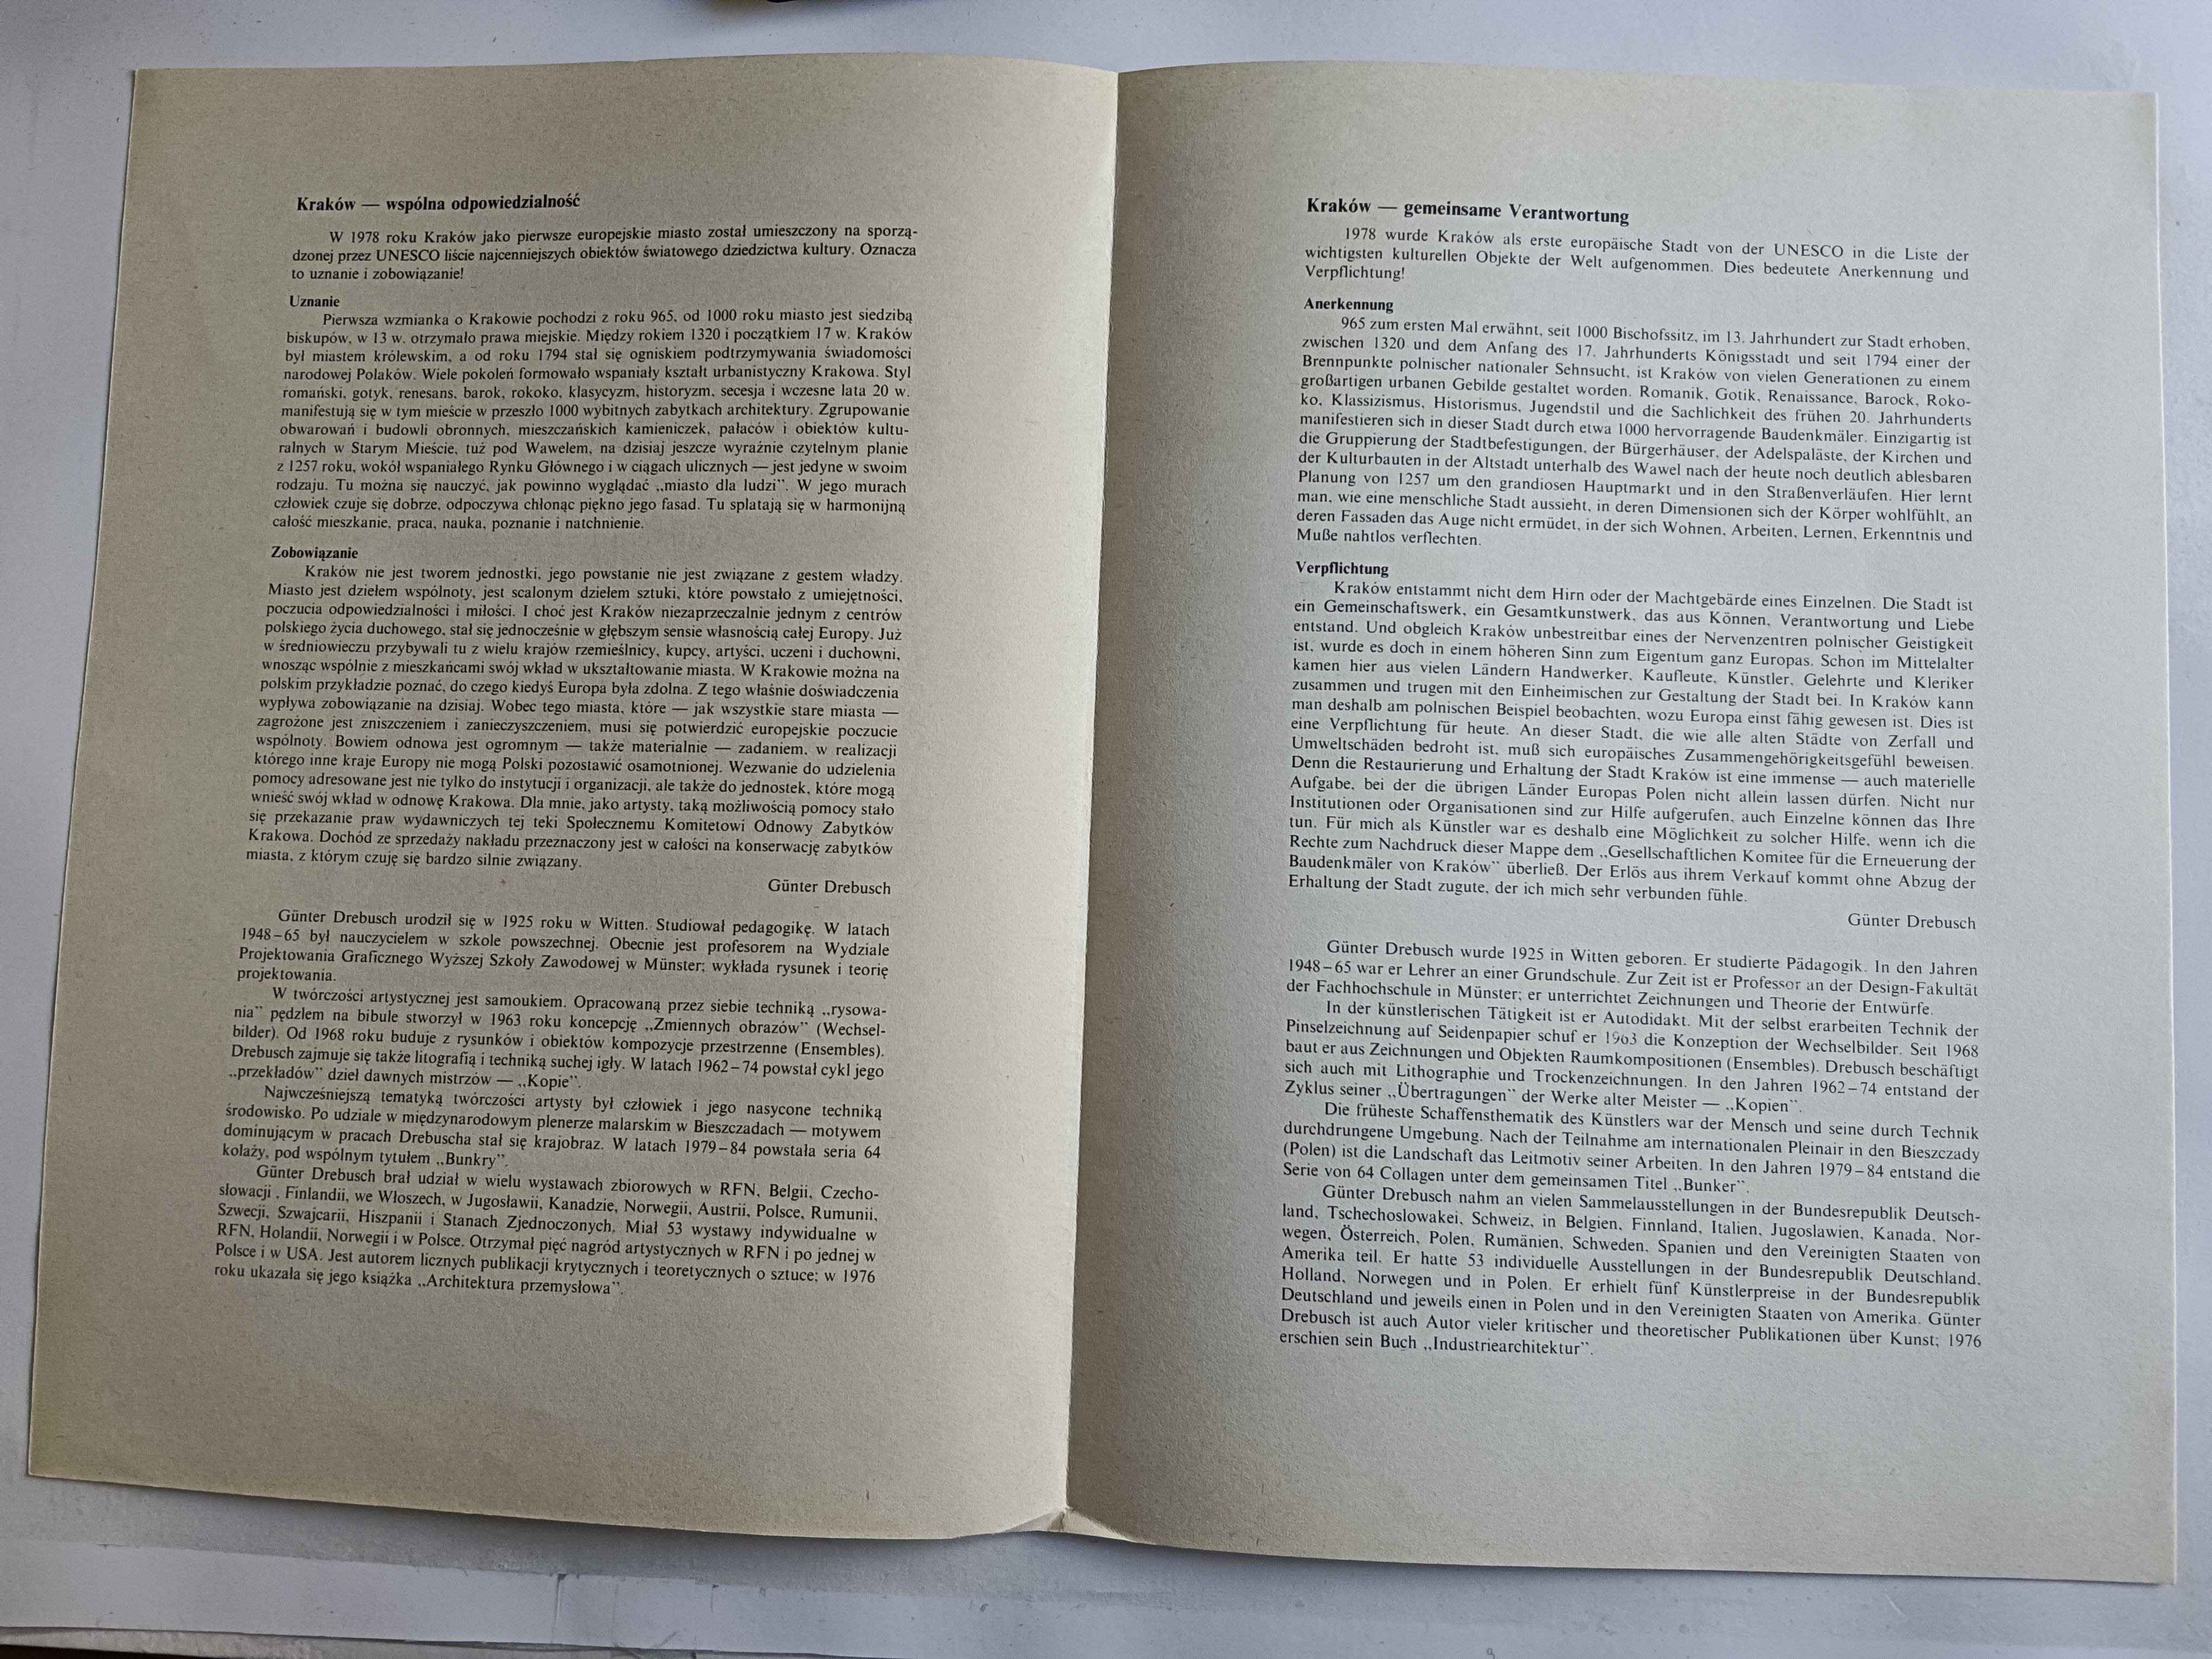 Kraków — wspólna odpowiedzialność
W 1978 roku Kraków jako pierwsze europejskie miasto został umieszczony na sporzą-
dzonej przez UNESCO liście najcenniejszych obiektów światowego dziedzictwa kultury. Oznacza
to uznanie i zobowiązanie!
Uznanie
Pierwsza wzmianka o Krakowie pochodzi z roku 965, od 1000 roku miasto jest siedzibą
biskupów, w 13 w. otrzymało prawa miejskie. Między rokiem 1320 i początkiem 17 w. Kraków
był miastem królewskim, a od roku 1794 stał się ogniskiem podtrzymywania świadomości
narodowej Polaków. Wiele pokoleń formowało wspaniały kształt urbanistyczny Krakowa. Styl
romański, gotyk, renesans, barok, rokoko, klasycyzm, historyzm, secesja i wczesne lata 20 w.
manifestują się w tym mieście w przeszło 1000 wybitnych zabytkach architektury. Zgrupowanie
obwarowań i budowli obronnych, mieszczańskich kamieniczek, pałaców i obiektów kultu-
ralnych w Starym Mieście, tuż pod Wawelem, na dzisiaj jeszcze wyraźnie czytelnym planie
z 1257 roku, wokół wspaniałego Rynku Głównego i w ciągach ulicznych — jest jedyne w swoim
rodzaju. Tu można się nauczyć, jak powinno wyglądać „miasto dla ludzi”. W jego murach
człowiek czuje się dobrze, odpoczywa chłonąc piękno jego fasad. Tu splatają się w harmonijną
całość mieszkanie, praca, nauka, poznanie i natchnienie.
Zobowiązanie
Kraków nie jest tworem jednostki, jego powstanie nie jest związane z gestem władzy.
Miasto jest dziełem wspólnoty, jest scalonym dziełem sztuki, które powstało z umiejętności,
poczucia odpowiedzialności i miłości. I choć jest Kraków niezaprzeczalnie jednym z centrów
polskiego życia duchowego, stał się jednocześnie w głębszym sensie własnością całej Europy. Już
w średniowieczu przybywali tu z wielu krajów rzemieślnicy, kupcy, artyści, uczeni i duchowni,
wnosząc wspólnie z mieszkańcami swój wkład w ukształtowanie miasta. W Krakowie można na
polskim przykładzie poznać, do czego kiedyś Europa była zdolna. Z tego właśnie doświadczenia
wypływa zobowiązanie na dzisiaj. Wobec tego miasta, które — jak wszystkie stare miasta —
zagrożone jest zniszczeniem i zanieczyszczeniem, musi się potwierdzić europejskie poczucie
wspólnoty. Bowiem odnowa jest ogromnym — także materialnie — zadaniem, w realizacji
którego inne kraje Europy nie mogą Polski pozostawić osamotnionej. Wezwanie do udzielenia
pomocy adresowane jest nie tylko do instytucji i organizacji, ale także do jednostek, które mogą
wnieść swój wkład w odnowę Krakowa. Dla mnie, jako artysty, taką możliwością pomocy stało
się przekazanie praw wydawniczych tej teki Społecznemu Komitetowi Odnowy Zabytków
Krakowa. Dochód ze sprzedaży nakładu przeznaczony jest w całości na konserwację zabytków
miasta, z którym czuję się bardzo silnie związany.
Günter Drebusch
Günter Drebusch urodził się w 1925 roku w Witten. Studiował pedagogikę. W latach
1948–65 był nauczycielem w szkole powszechnej. Obecnie jest profesorem na Wydziale
Projektowania Graficznego Wyższej Szkoły Zawodowej w Münster; wykłada rysunek i teorię
projektowania.
W twórczości artystycznej jest samoukiem. Opracowaną przez siebie techniką „rysowa-
nia” pędzlem na bibule stworzył w 1963 roku koncepcję „Zmiennych obrazów” (Wechsel-
bilder). Od 1968 roku buduje z rysunków i obiektów kompozycje przestrzenne (Ensembles).
Drebusch zajmuje się także litografią i techniką suchej igły. W latach 1962–74 powstał cykl jego
„przekładów” dzieł dawnych mistrzów — „Kopie”.
Najwcześniejszą tematyką twórczości artysty był człowiek i jego nasycone techniką
środowisko. Po udziale w międzynarodowym plenerze malarskim w Bieszczadach — motywem
dominującym w pracach Drebuscha stał się krajobraz. W latach 1979–84 powstała seria 64
kolaży, pod wspólnym tytułem „Bunkry”.
Günter Drebusch brał udział w wielu wystawach zbiorowych w RFN, Belgii, Czecho-
słowacji , Finlandii, we Włoszech, w Jugosławii, Kanadzie, Norwegii, Austrii, Polsce, Rumunii,
Szwecji, Szwajcarii, Hiszpanii i Stanach Zjednoczonych. Miał 53 wystawy indywidualne w
RFN, Holandii, Norwegii i w Polsce. Otrzymał pięć nagród artystycznych w RFN i po jednej w
Polsce i w USA. Jest autorem licznych publikacji krytycznych i teoretycznych o sztuce; w 1976
roku ukazała się jego książka „Architektura przemysłowa”.
Kraków — gemeinsame Verantwortung
1978 wurde Kraków als erste europäische Stadt von der UNESCO in die Liste der
wichtigsten kulturellen Objekte der Welt aufgenommen. Dies bedeutete Anerkennung und
Verpflichtung!
Anerkennung
965 zum ersten Mal erwähnt, seit 1000 Bischofssitz, im 13. Jahrhundert zur Stadt erhoben,
zwischen 1320 und dem Anfang des 17. Jahrhunderts Königsstadt und seit 1794 einer der
Brennpunkte polnischer nationaler Sehnsucht, ist Kraków von vielen Generationen zu einem
großartigen urbanen Gebilde gestaltet worden. Romanik, Gotik, Renaissance, Barock, Roko-
ko, Klassizismus, Historismus, Jugendstil und die Sachlichkeit des frühen 20. Jahrhunderts
manifestieren sich in dieser Stadt durch etwa 1000 hervorragende Baudenkmäler. Einzigartig ist
die Gruppierung der Stadtbefestigungen, der Bürgerhäuser, der Adelspaläste, der Kirchen und
der Kulturbauten in der Altstadt unterhalb des Wawel nach der heute noch deutlich ablesbaren
Planung von 1257 um den grandiosen Hauptmarkt und in den Straßenverläufen. Hier lernt
man, wie eine menschliche Stadt aussieht, in deren Dimensionen sich der Körper wohlfühlt, an
deren Fassaden das Auge nicht ermüdet, in der sich Wohnen, Arbeiten, Lernen, Erkenntnis und
Muße nahtlos verflechten.
Verpflichtung
Kraków entstammt nicht dem Hirn oder der Machtgebärde eines Einzelnen. Die Stadt ist
ein Gemeinschaftswerk, ein Gesamtkunstwerk, das aus Können, Verantwortung und Liebe
entstand. Und obgleich Kraków unbestreitbar eines der Nervenzentren polnischer Geistigkeit
ist, wurde es doch in einem höheren Sinn zum Eigentum ganz Europas. Schon im Mittelalter
kamen hier aus vielen Ländern Handwerker, Kaufleute, Künstler, Gelehrte und Kleriker
zusammen und trugen mit den Einheimischen zur Gestaltung der Stadt bei. In Kraków kann
man deshalb am polnischen Beispiel beobachten, wozu Europa einst fähig gewesen ist. Dies ist
eine Verpflichtung für heute. An dieser Stadt, die wie alle alten Städte von Zerfall und
Umweltschäden bedroht ist, muß sich europäisches Zusammengehörigkeitsgefühl beweisen.
Denn die Restaurierung und Erhaltung der Stadt Kraków ist eine immense — auch materielle
Aufgabe, bei der die übrigen Länder Europas Polen nicht allein lassen dürfen. Nicht nur
Institutionen oder Organisationen sind zur Hilfe aufgerufen, auch Einzelne können das Ihre
tun. Für mich als Künstler war es deshalb eine Möglichkeit zu solcher Hilfe, wenn ich die
Rechte zum Nachdruck dieser Mappe dem „Gesellschaftlichen Komitee für die Erneuerung der
Baudenkmäler von Kraków” überließ. Der Erlös aus ihrem Verkauf kommt ohne Abzug der
Erhaltung der Stadt zugute, der ich mich sehr verbunden fühle.
Günter Drebusch
Günter Drebusch wurde 1925 in Witten geboren. Er studierte Pädagogik. In den Jahren
1948–65 war er Lehrer an einer Grundschule. Zur Zeit ist er Professor an der Design-Fakultät
der Fachhochschule in Münster; er unterrichtet Zeichnungen und Theorie der Entwürfe.
In der künstlerischen Tätigkeit ist er Autodidakt. Mit der selbst erarbeiten Technik der
Pinselzeichnung auf Seidenpapier schuf er 1963 die Konzeption der Wechselbilder. Seit 1968
baut er aus Zeichnungen und Objekten Raumkompositionen (Ensembles). Drebusch beschäftigt
sich auch mit Lithographie und Trockenzeichnungen. In den Jahren 1962–74 entstand der
Zyklus seiner „Übertragungen” der Werke alter Meister — „Kopien”.
Die früheste Schaffensthematik des Künstlers war der Mensch und seine durch Technik
durchdrungene Umgebung. Nach der Teilnahme am internationalen Pleinair in den Bieszczady
(Polen) ist die Landschaft das Leitmotiv seiner Arbeiten. In den Jahren 1979–84 entstand die
Serie von 64 Collagen unter dem gemeinsamen Titel „Bunker”.
Günter Drebusch nahm an vielen Sammelausstellungen in der Bundesrepublik Deutsch-
land, Tschechoslowakei, Schweiz, in Belgien, Finnland, Italien, Jugoslawien, Kanada, Nor-
wegen, Österreich, Polen, Rumänien, Schweden, Spanien und den Vereinigten Staaten von
Amerika teil. Er hatte 53 individuelle Ausstellungen in der Bundesrepublik Deutschland,
Holland, Norwegen und in Polen. Er erhielt fünf Künstlerpreise in der Bundesrepublik
Deutschland und jeweils einen in Polen und in den Vereinigten Staaten von Amerika. Günter
Drebusch ist auch Autor vieler kritischer und theoretischer Publikationen über Kunst; 1976
erschien sein Buch „Industriearchitektur”.